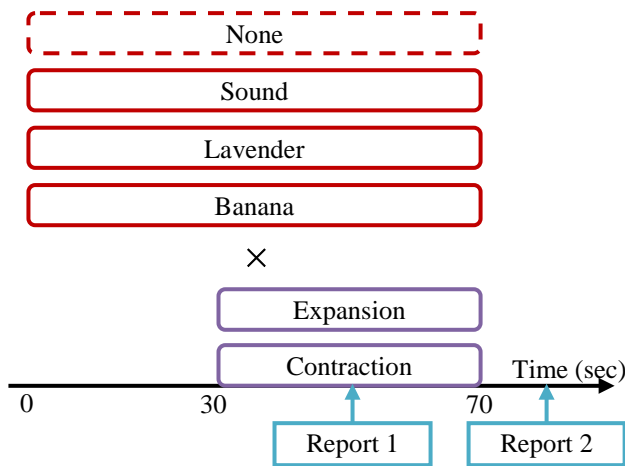 None
Sound
Lavender
Banana
×
Expansion
Contraction
Time (sec)
0
30
70
Report 1
Report 2